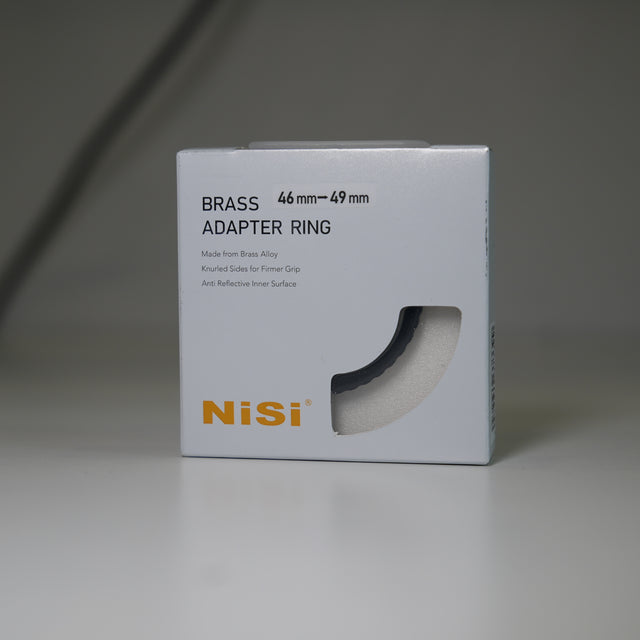 BRASS 46 mm→49 mm
ADAPTER RING
Made from Brass Alloy
Knurled Sides for Firmer Grip
Anti Reflective Inner Surface
NiSi®